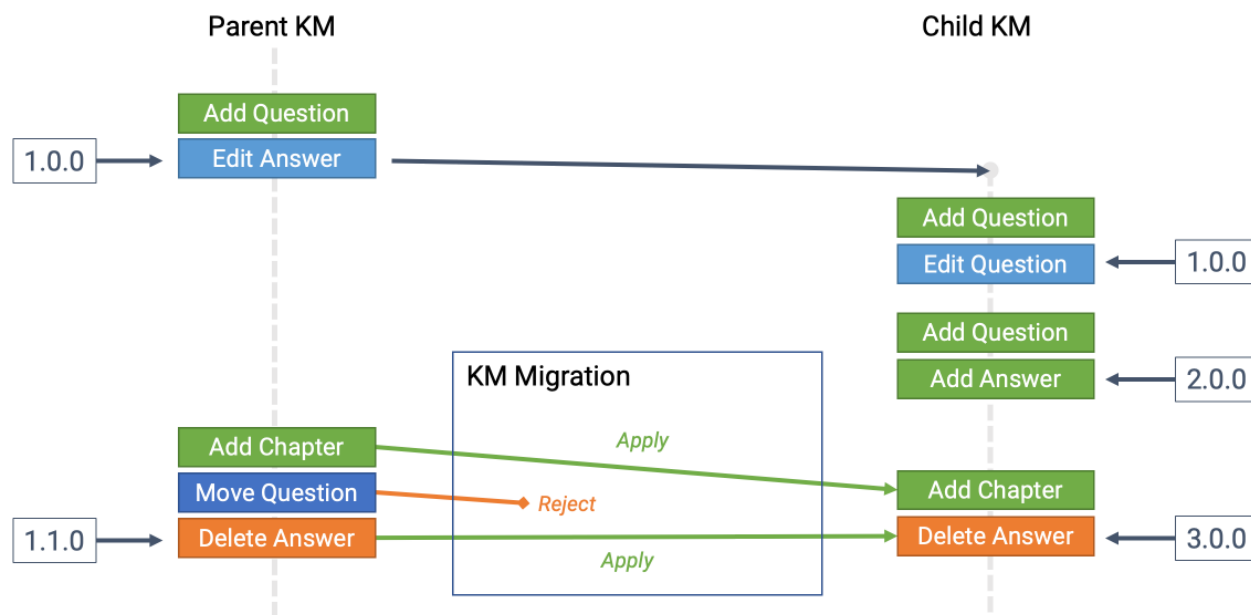 Parent KM
Child KM
Add Question
1.0.0
Edit Answer
Add Question
Edit Question
1.0.0
Add Question
KM Migration
Add Answer
2.0.0
Add Chapter
Apply
Move Question
Reject
Add Chapter
1.1.0
Delete Answer
Apply
Delete Answer
3.0.0